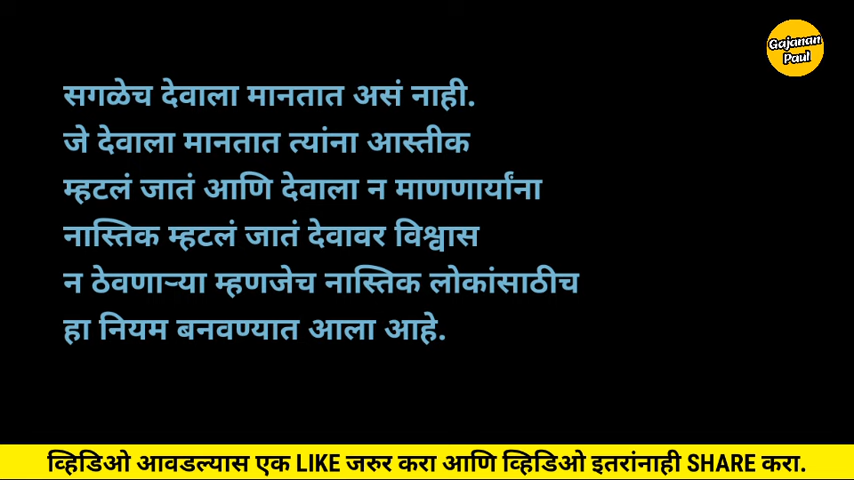 Gajanan
Paul
सगळेच देवाला मानतात असं नाही.
जे देवाला मानतात त्यांना आस्तीक
म्हटलं जातं आणि देवाला न माणणार्यांना
नास्तिक म्हटलं जातं देवावर विश्वास
न ठेवणाऱ्या म्हणजेच नास्तिक लोकांसाठीच
हा नियम बनवण्यात आला आहे.
व्हिडिओ आवडल्यास एक LIKE जरुर करा आणि व्हिडिओ इतरांनाही SHARE करा.